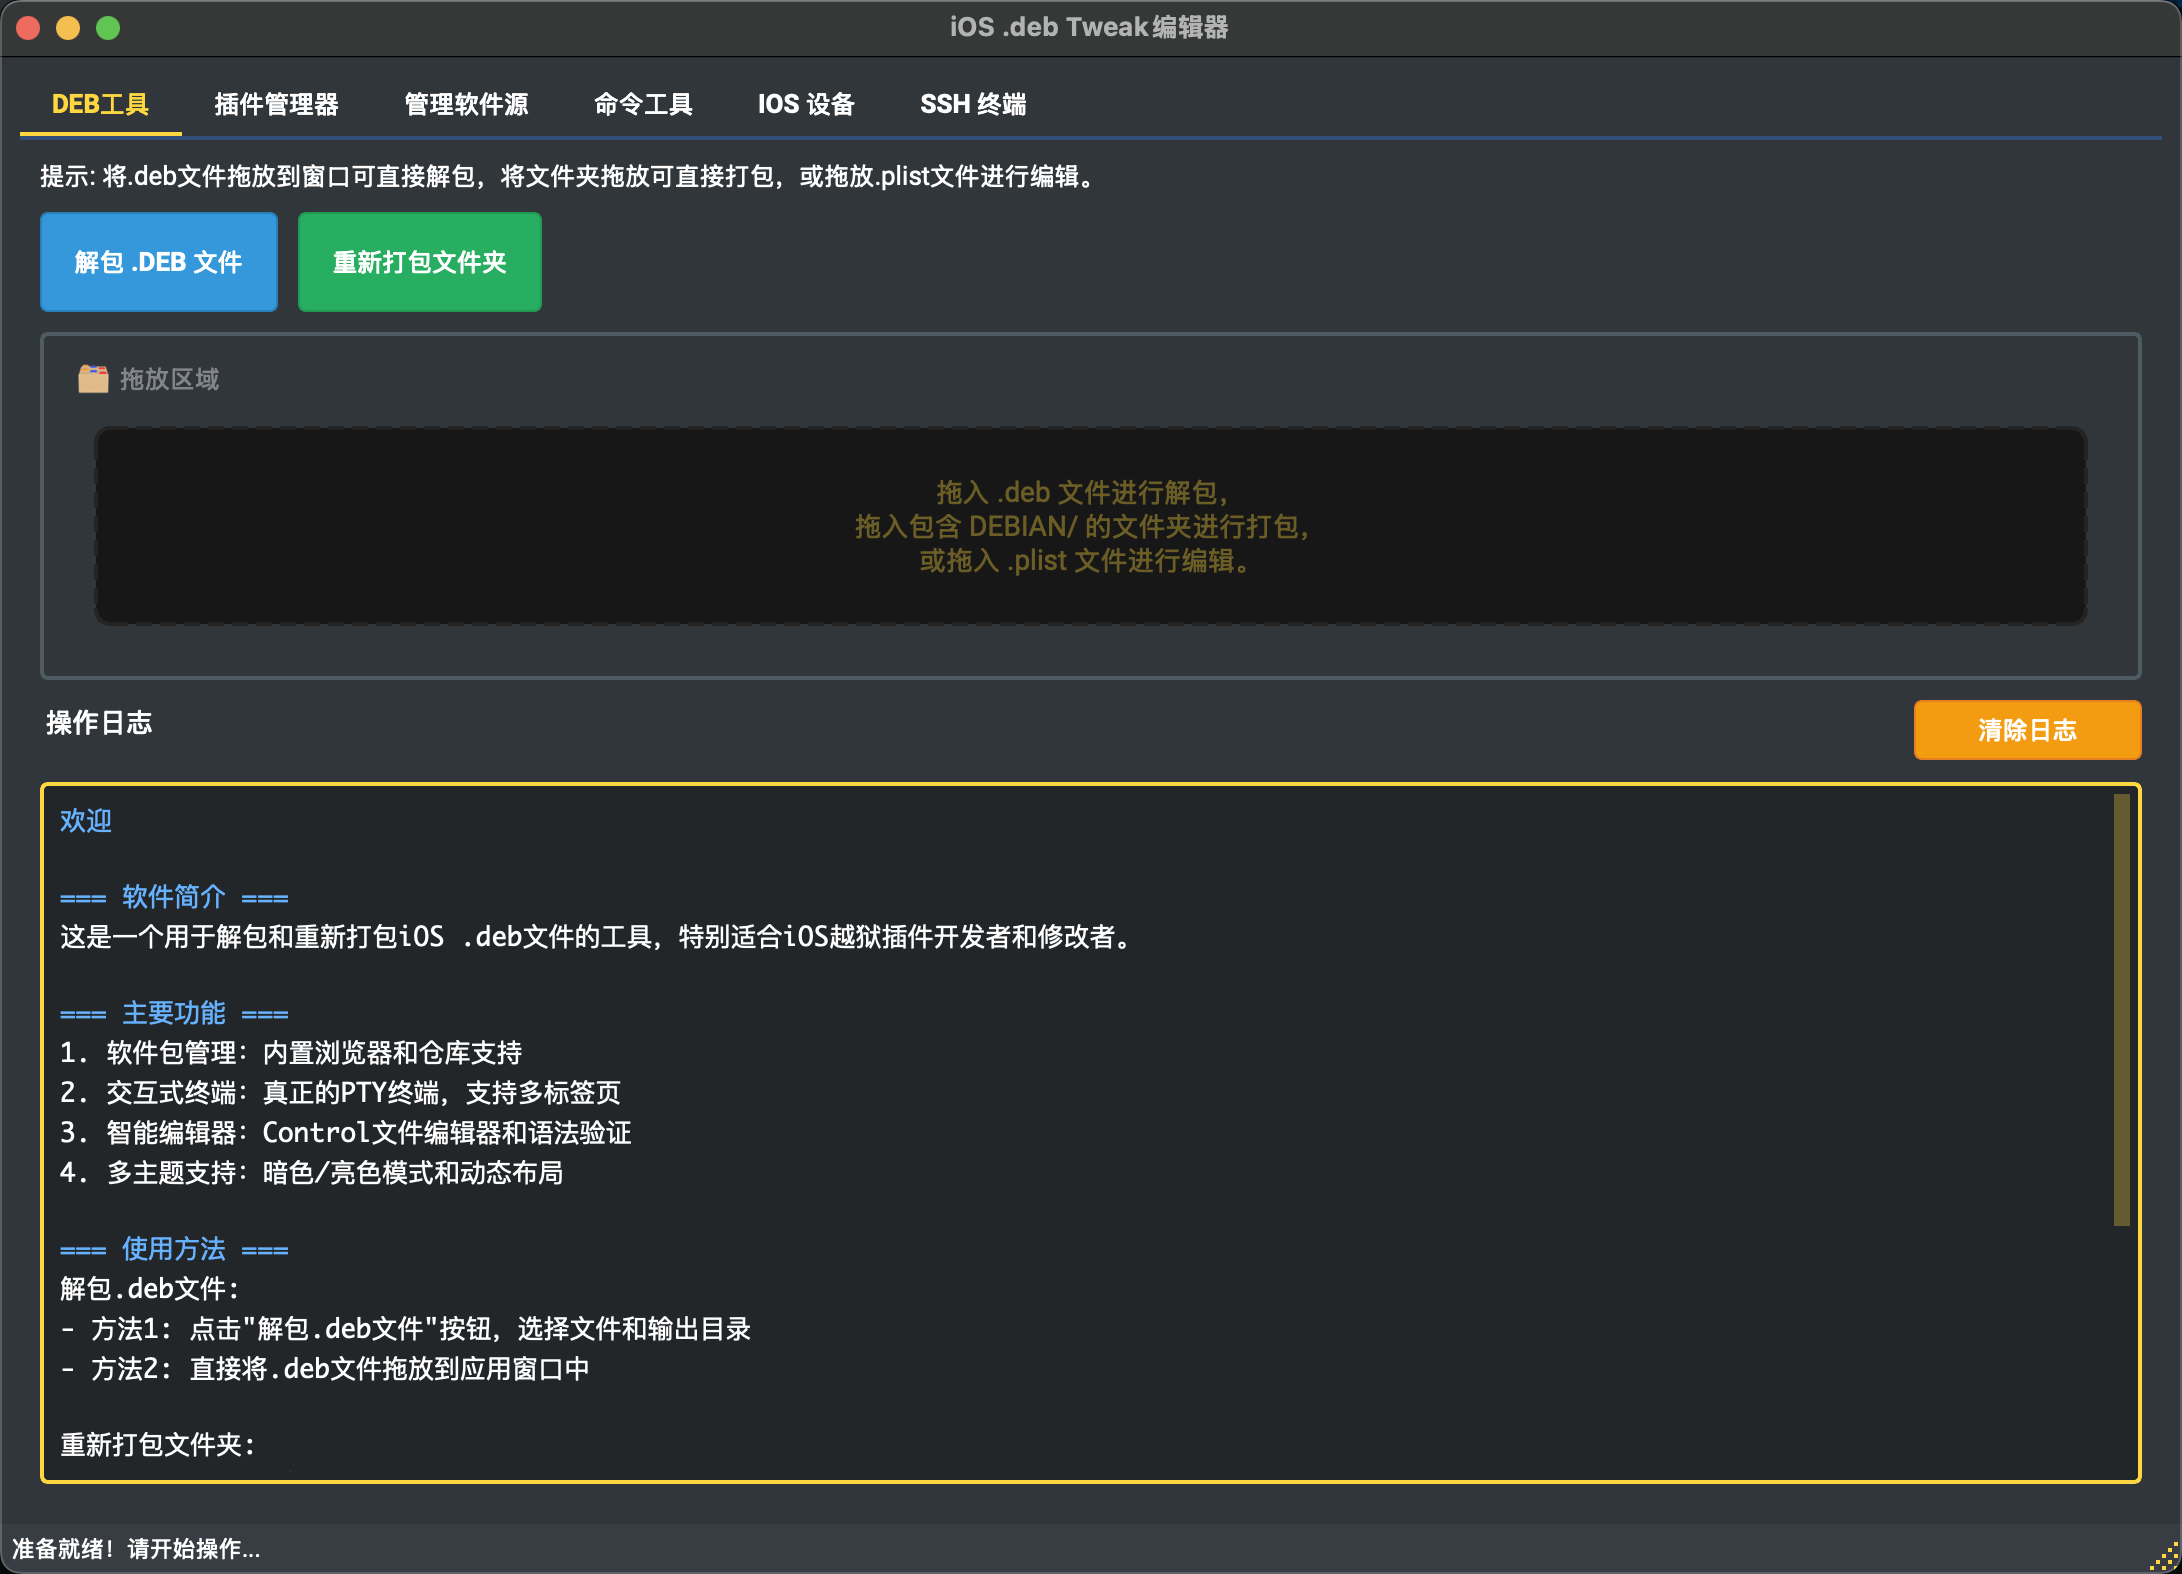 iOS .deb Tweak编辑器
DEB工具 插件管理器 管理软件源 命令工具 IOS 设备 SSH 终端
提示: 将.deb文件拖放到窗口可直接解包，将文件夹拖放可直接打包，或拖放.plist文件进行编辑。
解包 .DEB 文件 重新打包文件夹
拖放区域
拖入 .deb 文件进行解包，
拖入包含 DEBIAN/ 的文件夹进行打包，
或拖入 .plist 文件进行编辑。
操作日志 清除日志
欢迎
=== 软件简介 ===
这是一个用于解包和重新打包iOS .deb文件的工具，特别适合iOS越狱插件开发者和修改者。
=== 主要功能 ===
1. 软件包管理：内置浏览器和仓库支持
2. 交互式终端：真正的PTY终端，支持多标签页
3. 智能编辑器：Control文件编辑器和语法验证
4. 多主题支持：暗色/亮色模式和动态布局
=== 使用方法 ===
解包.deb文件：
- 方法1: 点击"解包.deb文件"按钮，选择文件和输出目录
- 方法2: 直接将.deb文件拖放到应用窗口中
重新打包文件夹：
准备就绪！请开始操作...